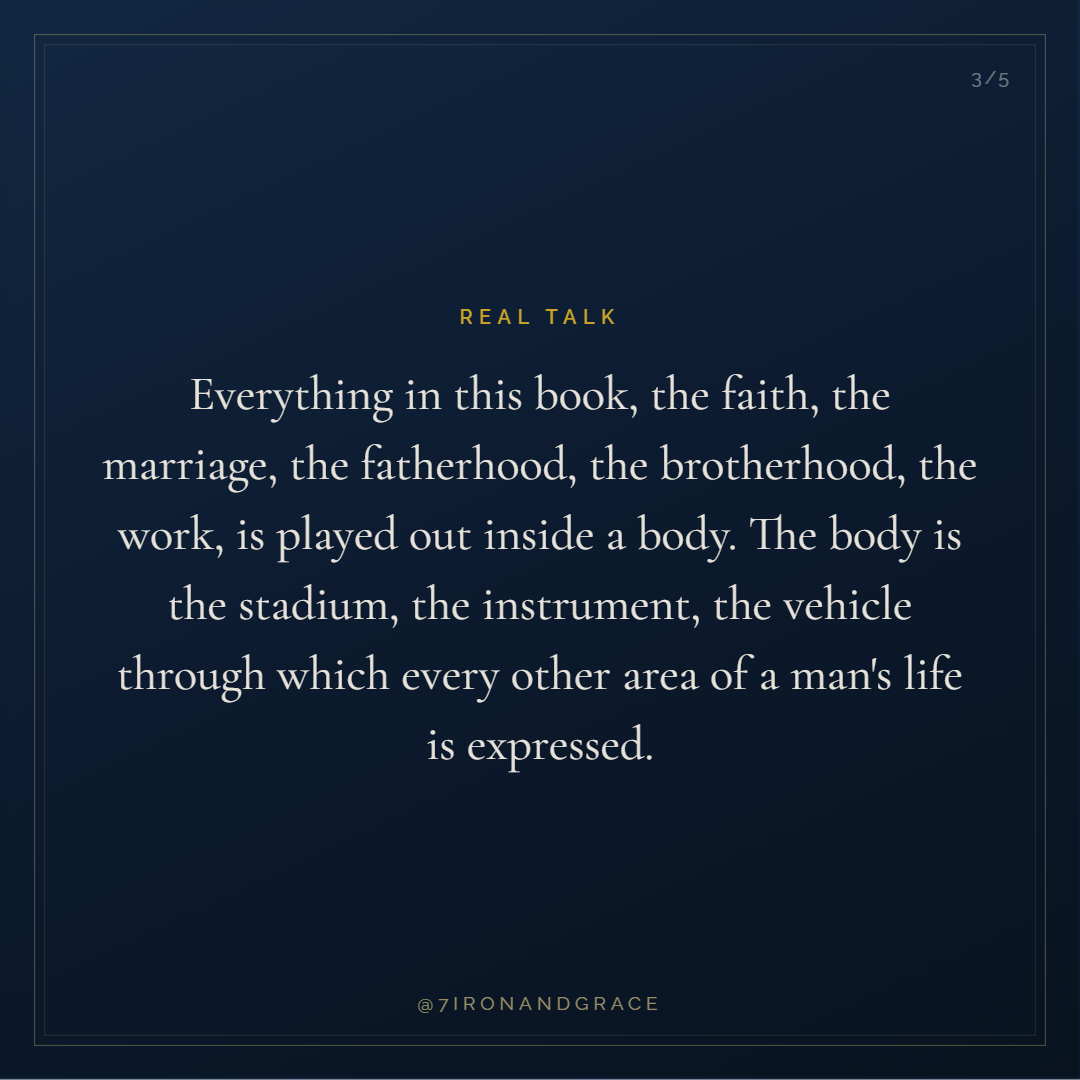 3/5
REAL TALK
Everything in this book, the faith, the
marriage, the fatherhood, the brotherhood, the
work, is played out inside a body. The body is
the stadium, the instrument, the vehicle
through which every other area of a man's life
is expressed.
@7IRONANDGRACE